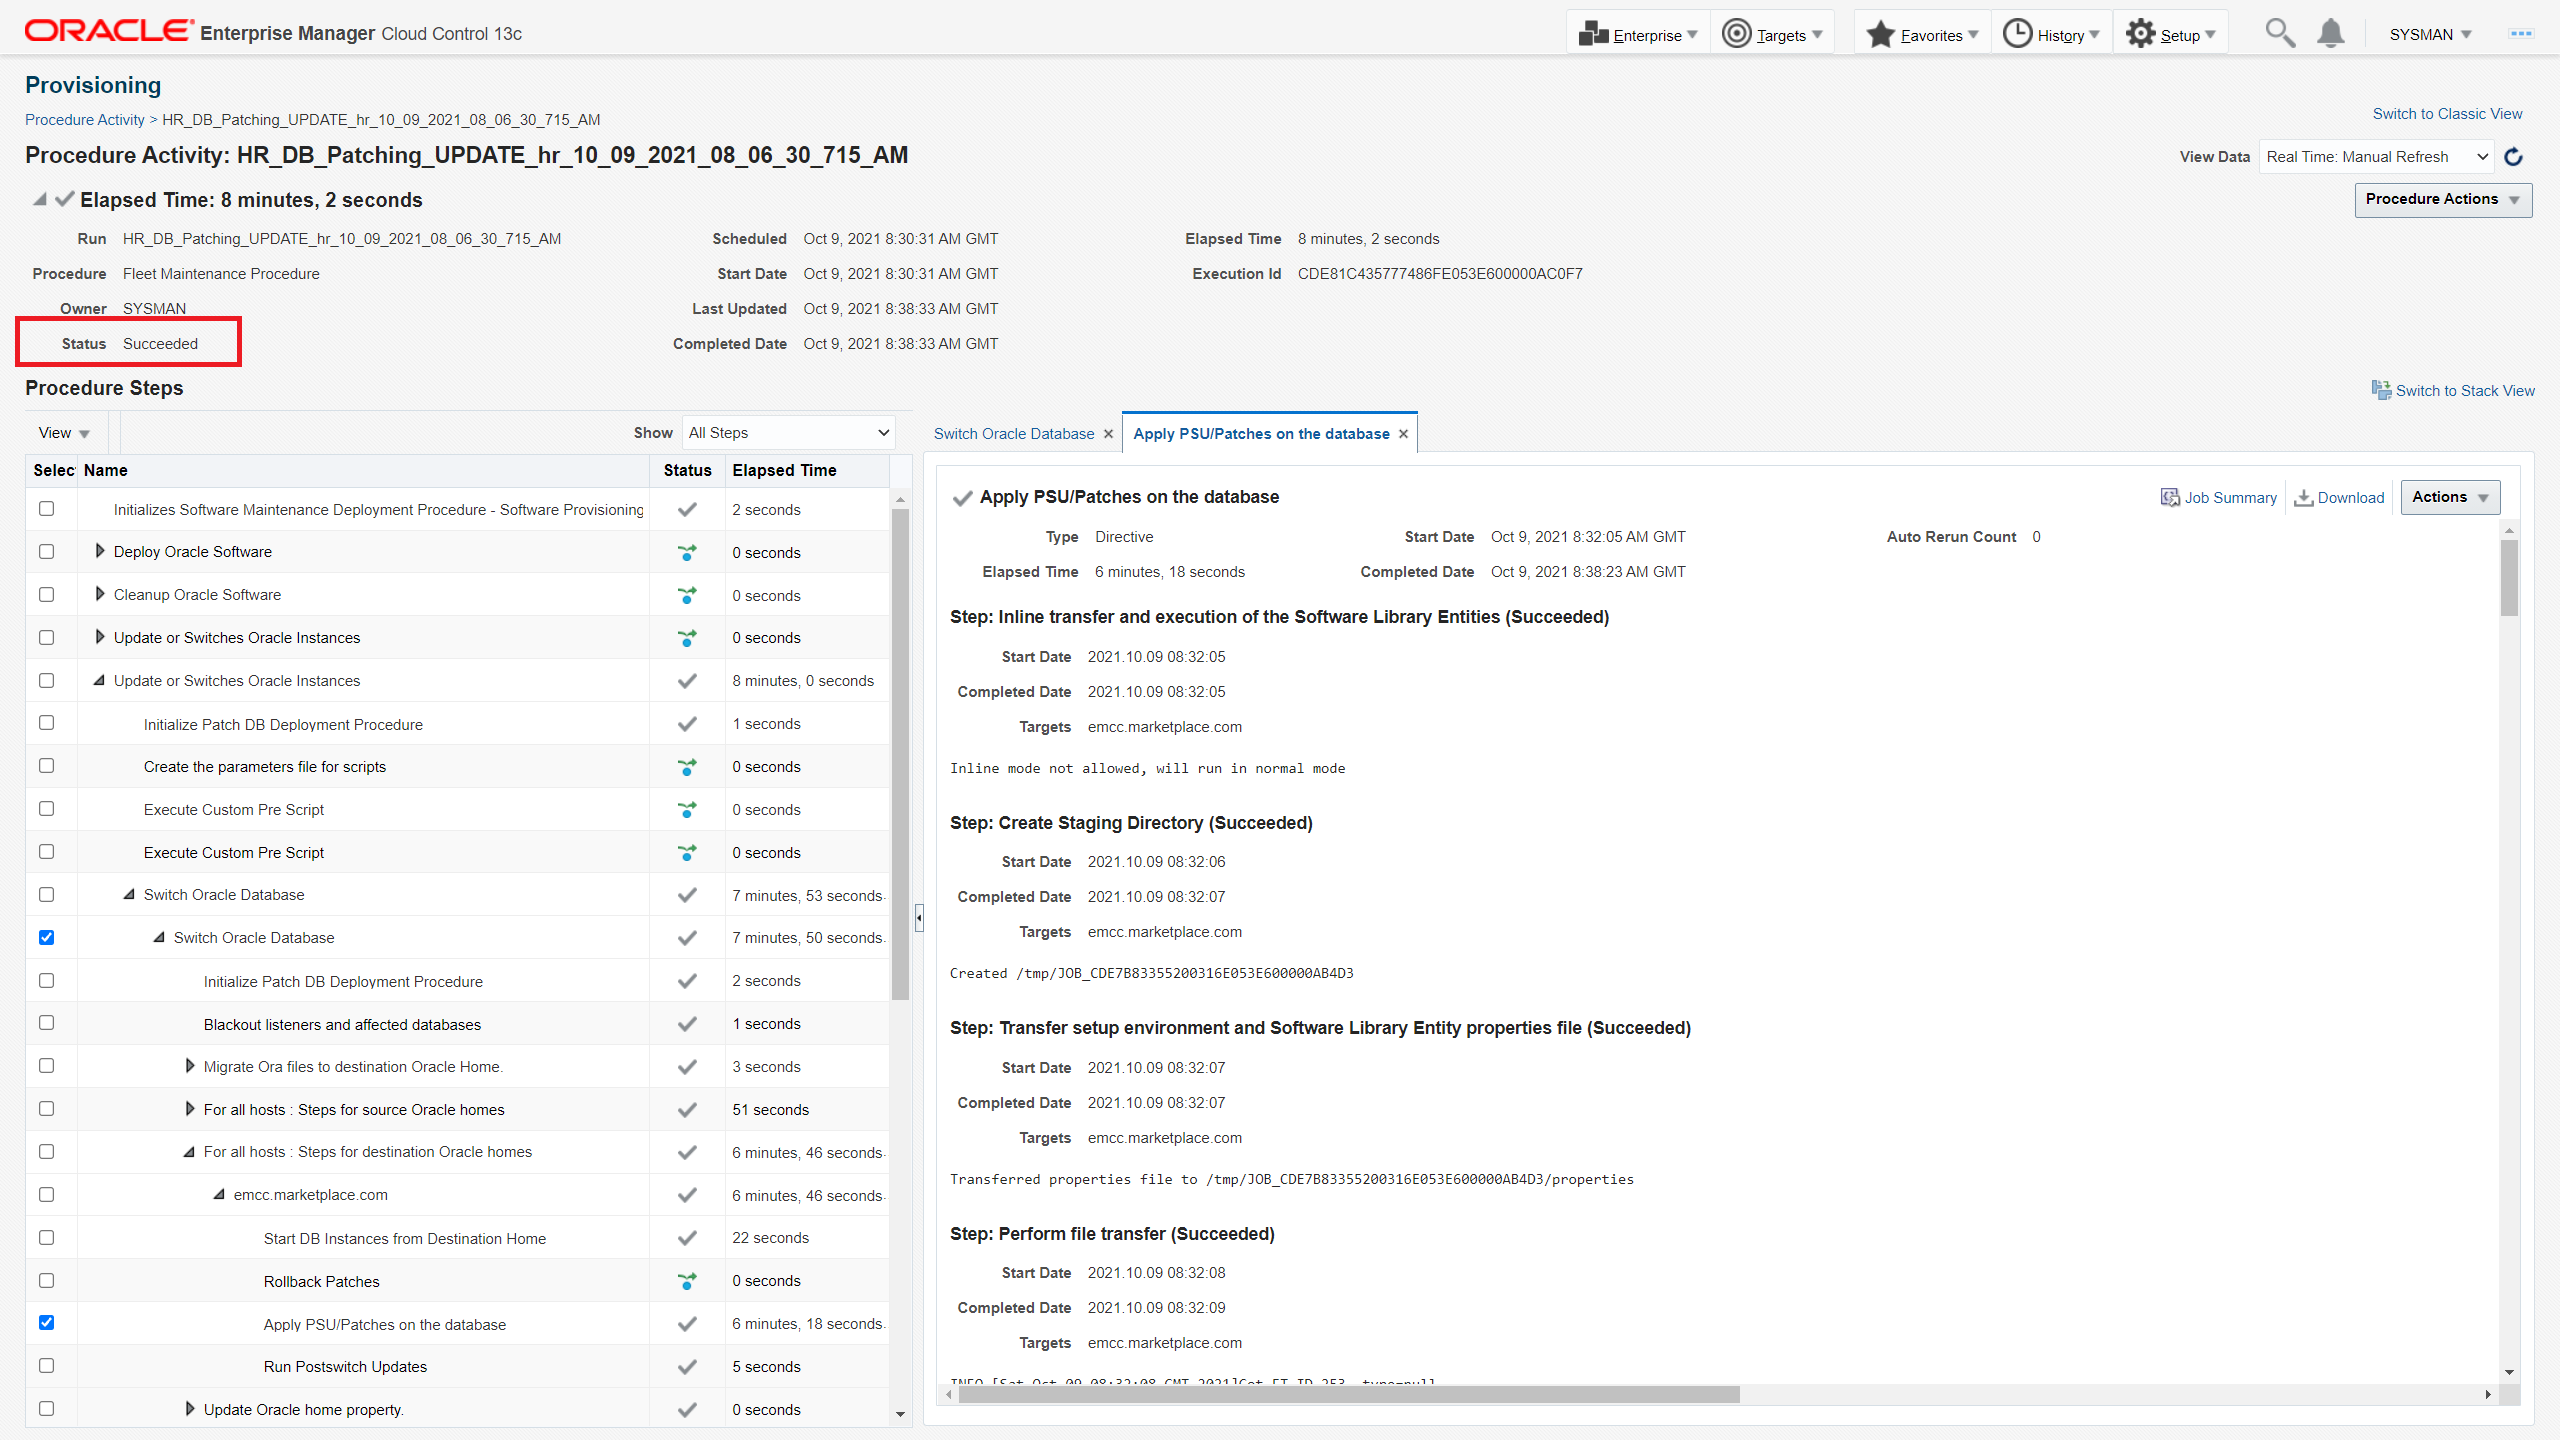 ORACLE Enterprise Manager Cloud Control 13c
Enterprise
Targets
Favorites
History
Setup
SYSMAN
Provisioning
Procedure Activity > HR_DB_Patching_UPDATE_hr_10_09_2021_08_06_30_715_AM
Switch to Classic View
Procedure Activity: HR_DB_Patching_UPDATE_hr_10_09_2021_08_06_30_715_AM
View Data Real Time: Manual Refresh
Elapsed Time: 8 minutes, 2 seconds
Procedure Actions
Run HR_DB_Patching_UPDATE_hr_10_09_2021_08_06_30_715_AM
Procedure Fleet Maintenance Procedure
Owner SYSMAN
Status Succeeded
Scheduled Oct 9, 2021 8:30:31 AM GMT
Start Date Oct 9, 2021 8:30:31 AM GMT
Last Updated Oct 9, 2021 8:38:33 AM GMT
Completed Date Oct 9, 2021 8:38:33 AM GMT
Elapsed Time 8 minutes, 2 seconds
Execution Id CDE81C435777486FE053E600000AC0F7
Procedure Steps
Switch to Stack View
View
Show All Steps
Selec Name Status Elapsed Time
Initializes Software Maintenance Deployment Procedure - Software Provisioning 2 seconds
Deploy Oracle Software 0 seconds
Cleanup Oracle Software 0 seconds
Update or Switches Oracle Instances 0 seconds
Update or Switches Oracle Instances 8 minutes, 0 seconds
Initialize Patch DB Deployment Procedure 1 seconds
Create the parameters file for scripts 0 seconds
Execute Custom Pre Script 0 seconds
Execute Custom Pre Script 0 seconds
Switch Oracle Database 7 minutes, 53 seconds
Switch Oracle Database 7 minutes, 50 seconds
Initialize Patch DB Deployment Procedure 2 seconds
Blackout listeners and affected databases 1 seconds
Migrate Ora files to destination Oracle Home. 3 seconds
For all hosts : Steps for source Oracle homes 51 seconds
For all hosts : Steps for destination Oracle homes 6 minutes, 46 seconds
emcc.marketplace.com 6 minutes, 46 seconds
Start DB Instances from Destination Home 22 seconds
Rollback Patches 0 seconds
Apply PSU/Patches on the database 6 minutes, 18 seconds
Run Postswitch Updates 5 seconds
Update Oracle home property. 0 seconds
Switch Oracle Database
Apply PSU/Patches on the database
Apply PSU/Patches on the database
Job Summary
Download
Actions
Type Directive
Elapsed Time 6 minutes, 18 seconds
Start Date Oct 9, 2021 8:32:05 AM GMT
Completed Date Oct 9, 2021 8:38:23 AM GMT
Auto Rerun Count 0
Step: Inline transfer and execution of the Software Library Entities (Succeeded)
Start Date 2021.10.09 08:32:05
Completed Date 2021.10.09 08:32:05
Targets emcc.marketplace.com
Inline mode not allowed, will run in normal mode
Step: Create Staging Directory (Succeeded)
Start Date 2021.10.09 08:32:06
Completed Date 2021.10.09 08:32:07
Targets emcc.marketplace.com
Created /tmp/JOB_CDE7B83355200316E053E600000AB4D3
Step: Transfer setup environment and Software Library Entity properties file (Succeeded)
Start Date 2021.10.09 08:32:07
Completed Date 2021.10.09 08:32:07
Targets emcc.marketplace.com
Transferred properties file to /tmp/JOB_CDE7B83355200316E053E600000AB4D3/properties
Step: Perform file transfer (Succeeded)
Start Date 2021.10.09 08:32:08
Completed Date 2021.10.09 08:32:09
Targets emcc.marketplace.com
INFO [Sat Oct 09 08:32:08 GMT 2021]Got FT ID 253, type=null